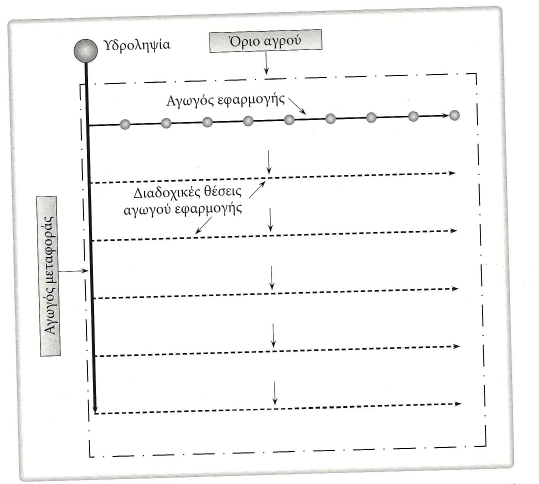 Υδροληψία
Όριο αγρού
Αγωγός εφαρμογής
Διαδοχικές θέσεις
αγωγού εφαρμογής
Αγωγός μεταφοράς